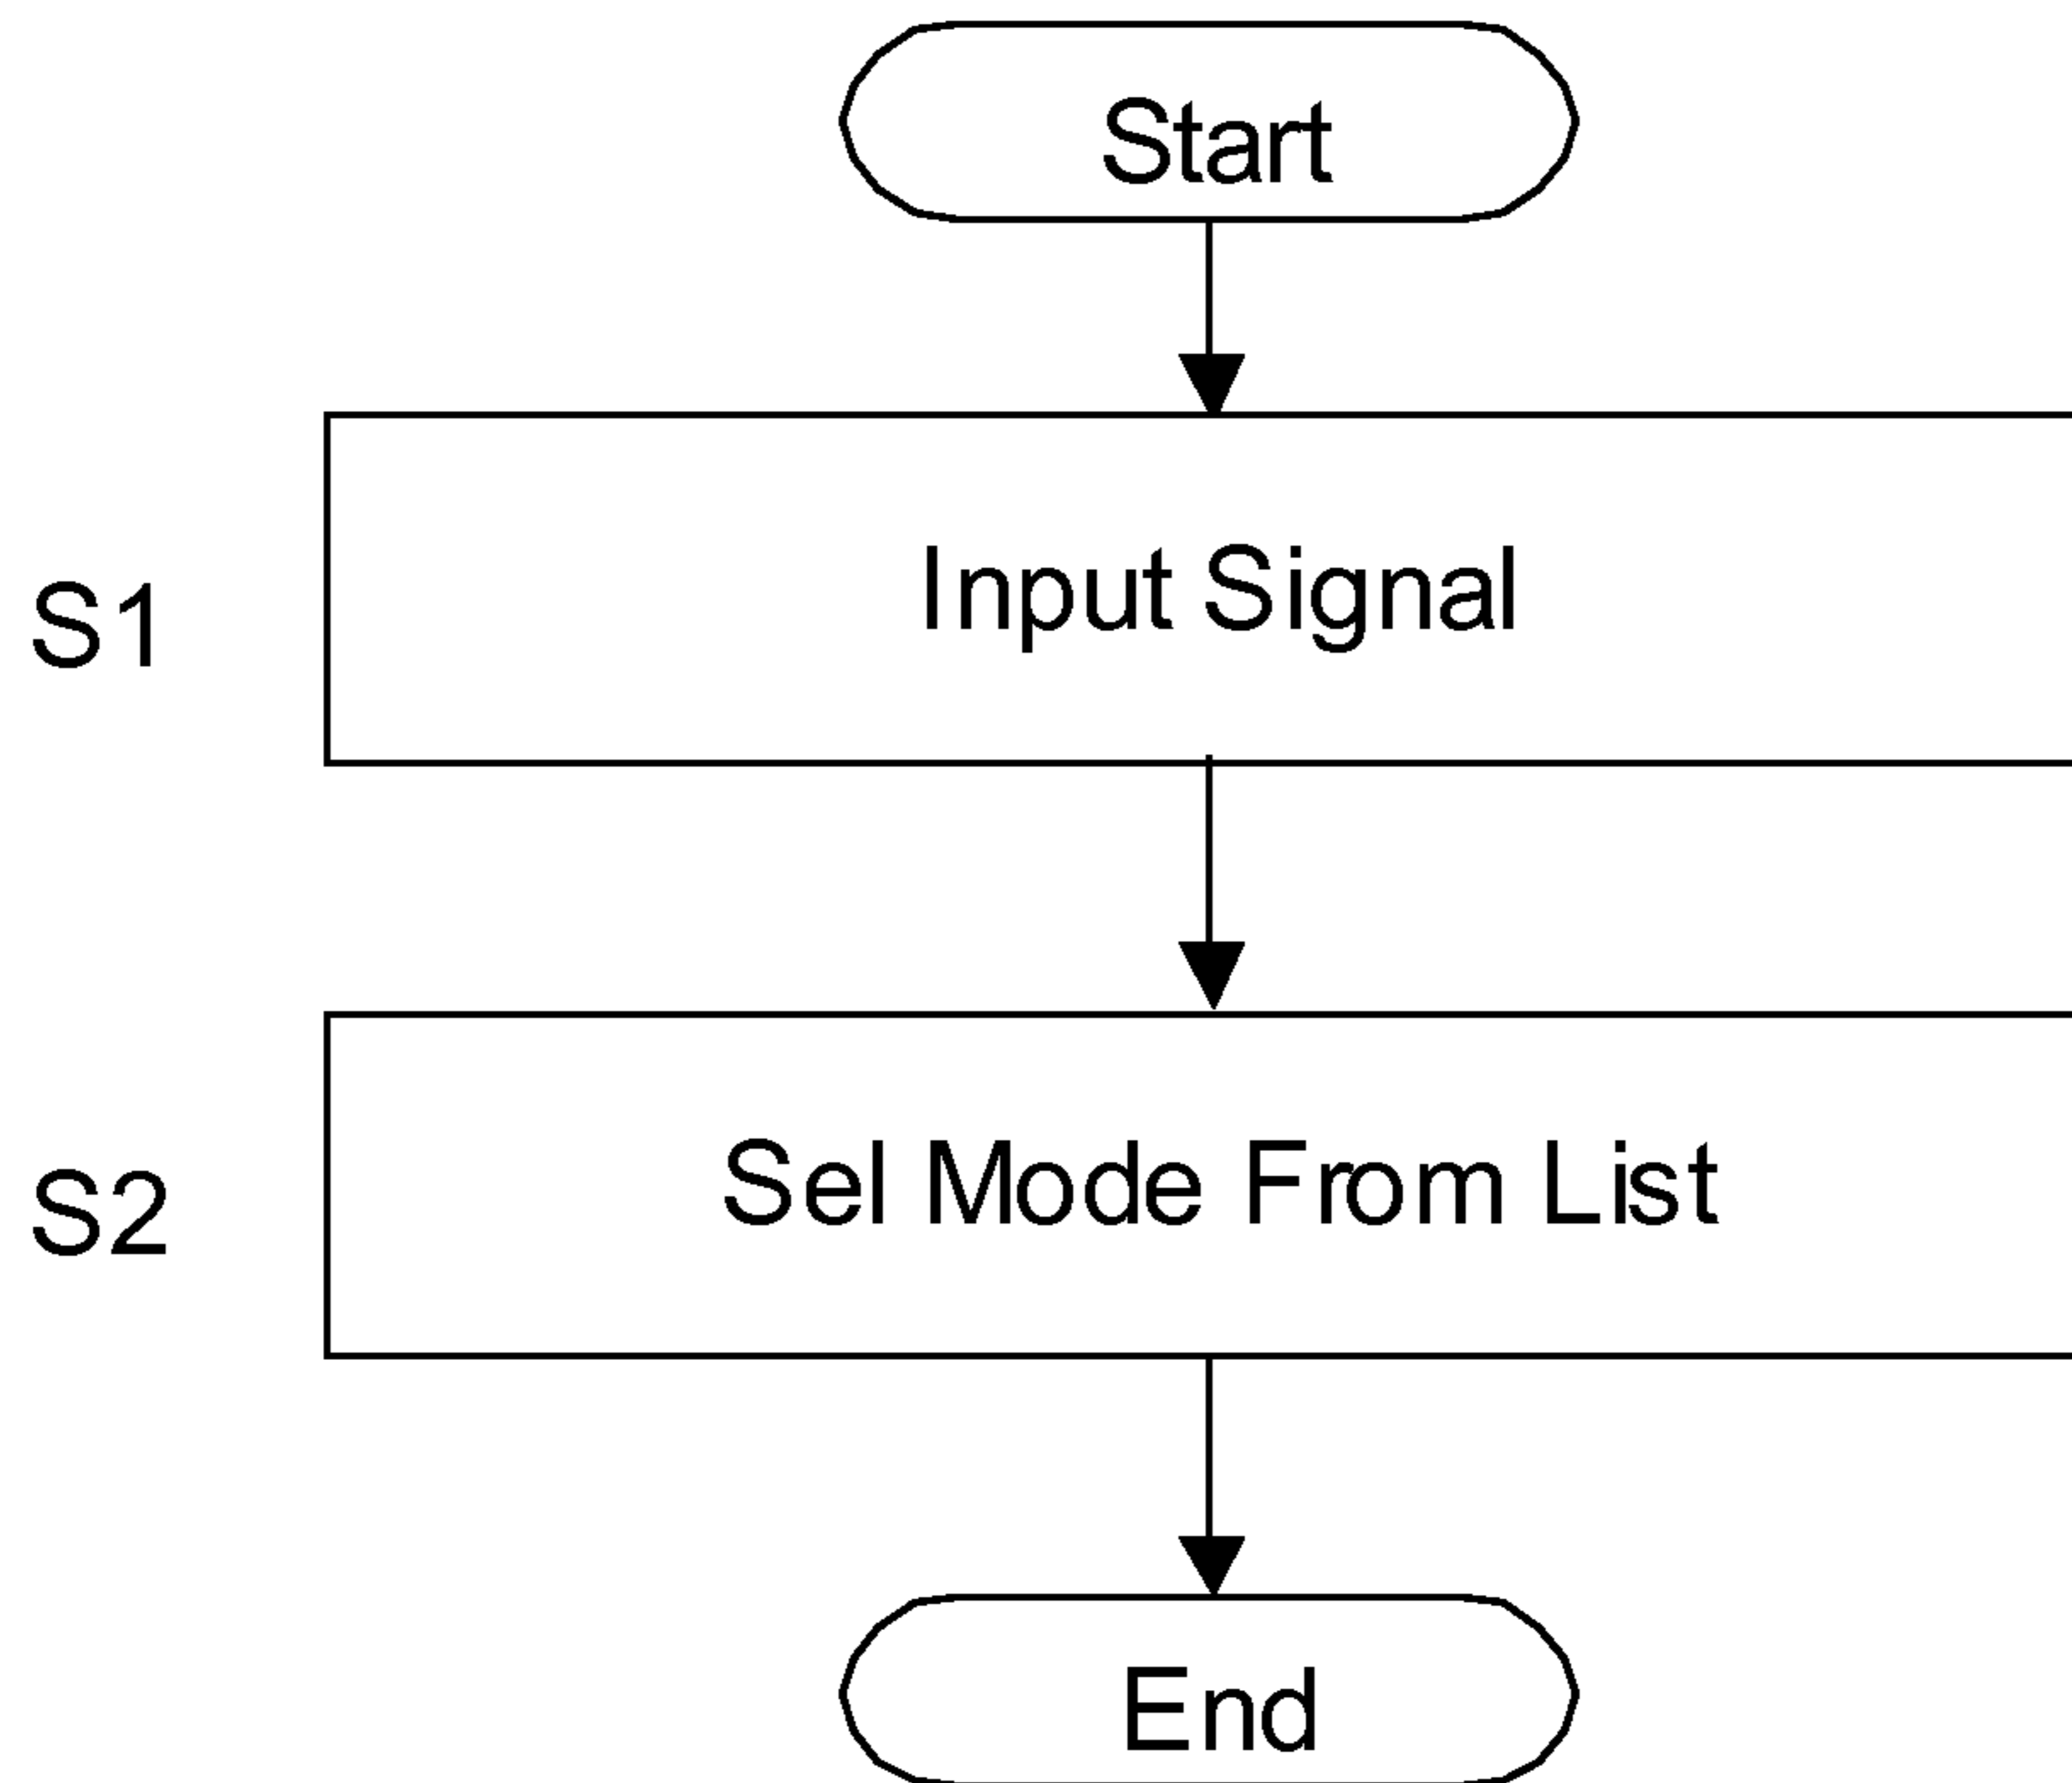 Start
S1
Input Signal
S2
Sel Mode From List
End